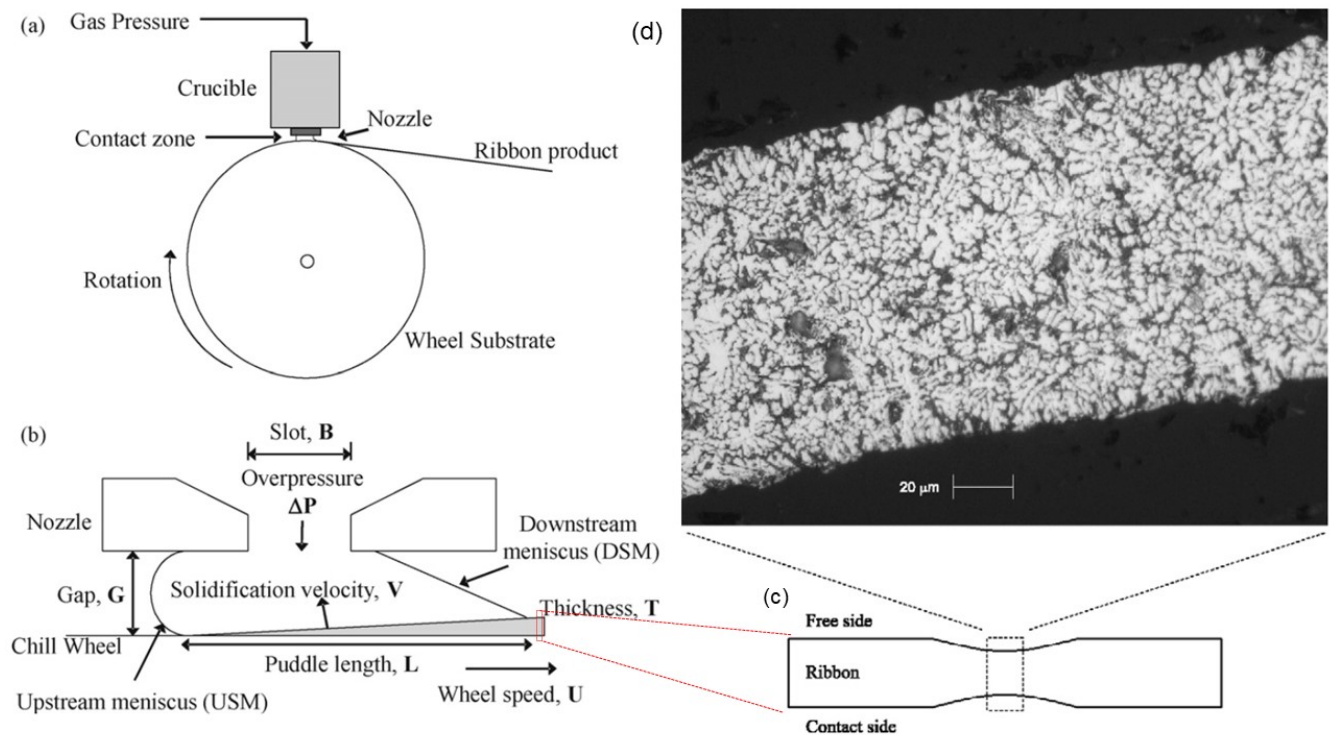 (a)
Gas Pressure
Crucible
Nozzle
Contact zone
Ribbon product
Rotation
Wheel Substrate
(b)
Slot, B
Overpressure
ΔP
Nozzle
Downstream
meniscus (DSM)
Gap, G
Solidification velocity, V
Thickness, T
Chill Wheel
Puddle length, L
Upstream meniscus (USM)
Wheel speed, U
(c)
Free side
Ribbon
Contact side
(d)
20 μm